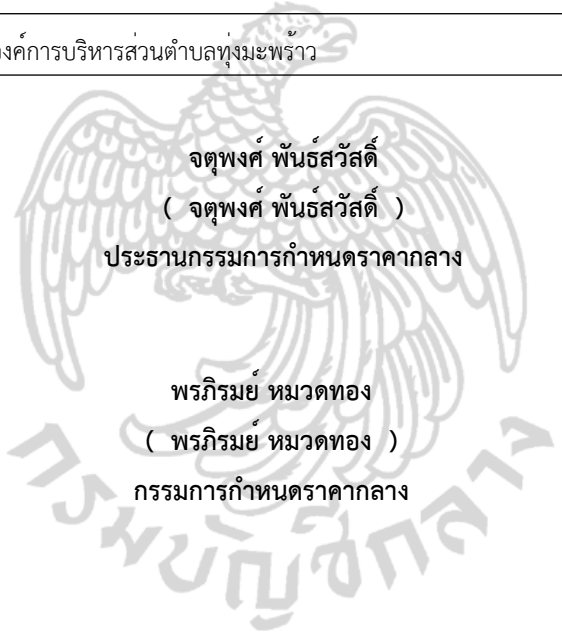 งค์การบริหารส่วนตำบลทุ่งมะพร้าว
จตุพงศ์ พันธ์สวัสดิ์
( จตุพงศ์ พันธ์สวัสดิ์ )
ประธานกรรมการกำหนดราคากลาง
พรภิรมย์ หมวดทอง
( พรภิรมย์ หมวดทอง )
กรรมการกำหนดราคากลาง
กรมบัญชีกลาง